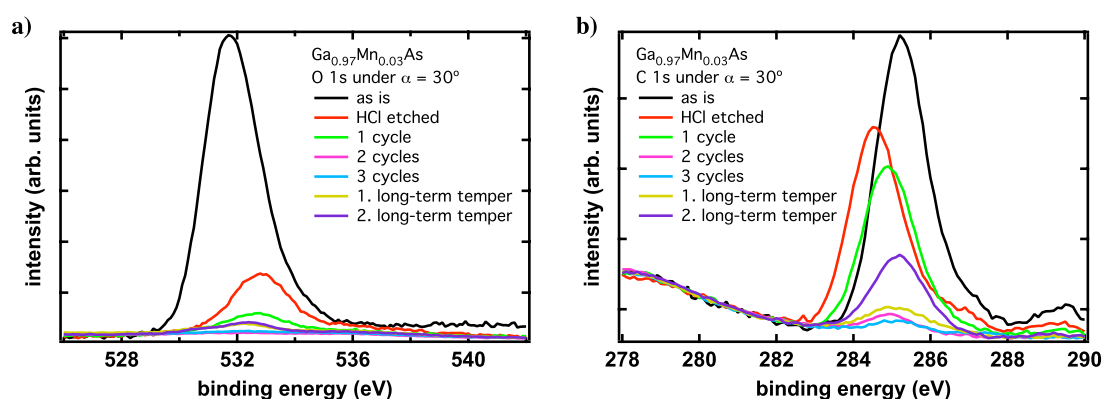 a)
intensity (arb. units)
Ga0.97Mn0.03As
O 1s under α = 30º
as is
HCl etched
1 cycle
2 cycles
3 cycles
1. long-term temper
2. long-term temper
528 532 536 540
binding energy (eV)
b)
intensity (arb. units)
Ga0.97Mn0.03As
C 1s under α = 30º
as is
HCl etched
1 cycle
2 cycles
3 cycles
1. long-term temper
2. long-term temper
278 280 282 284 286 288 290
binding energy (eV)